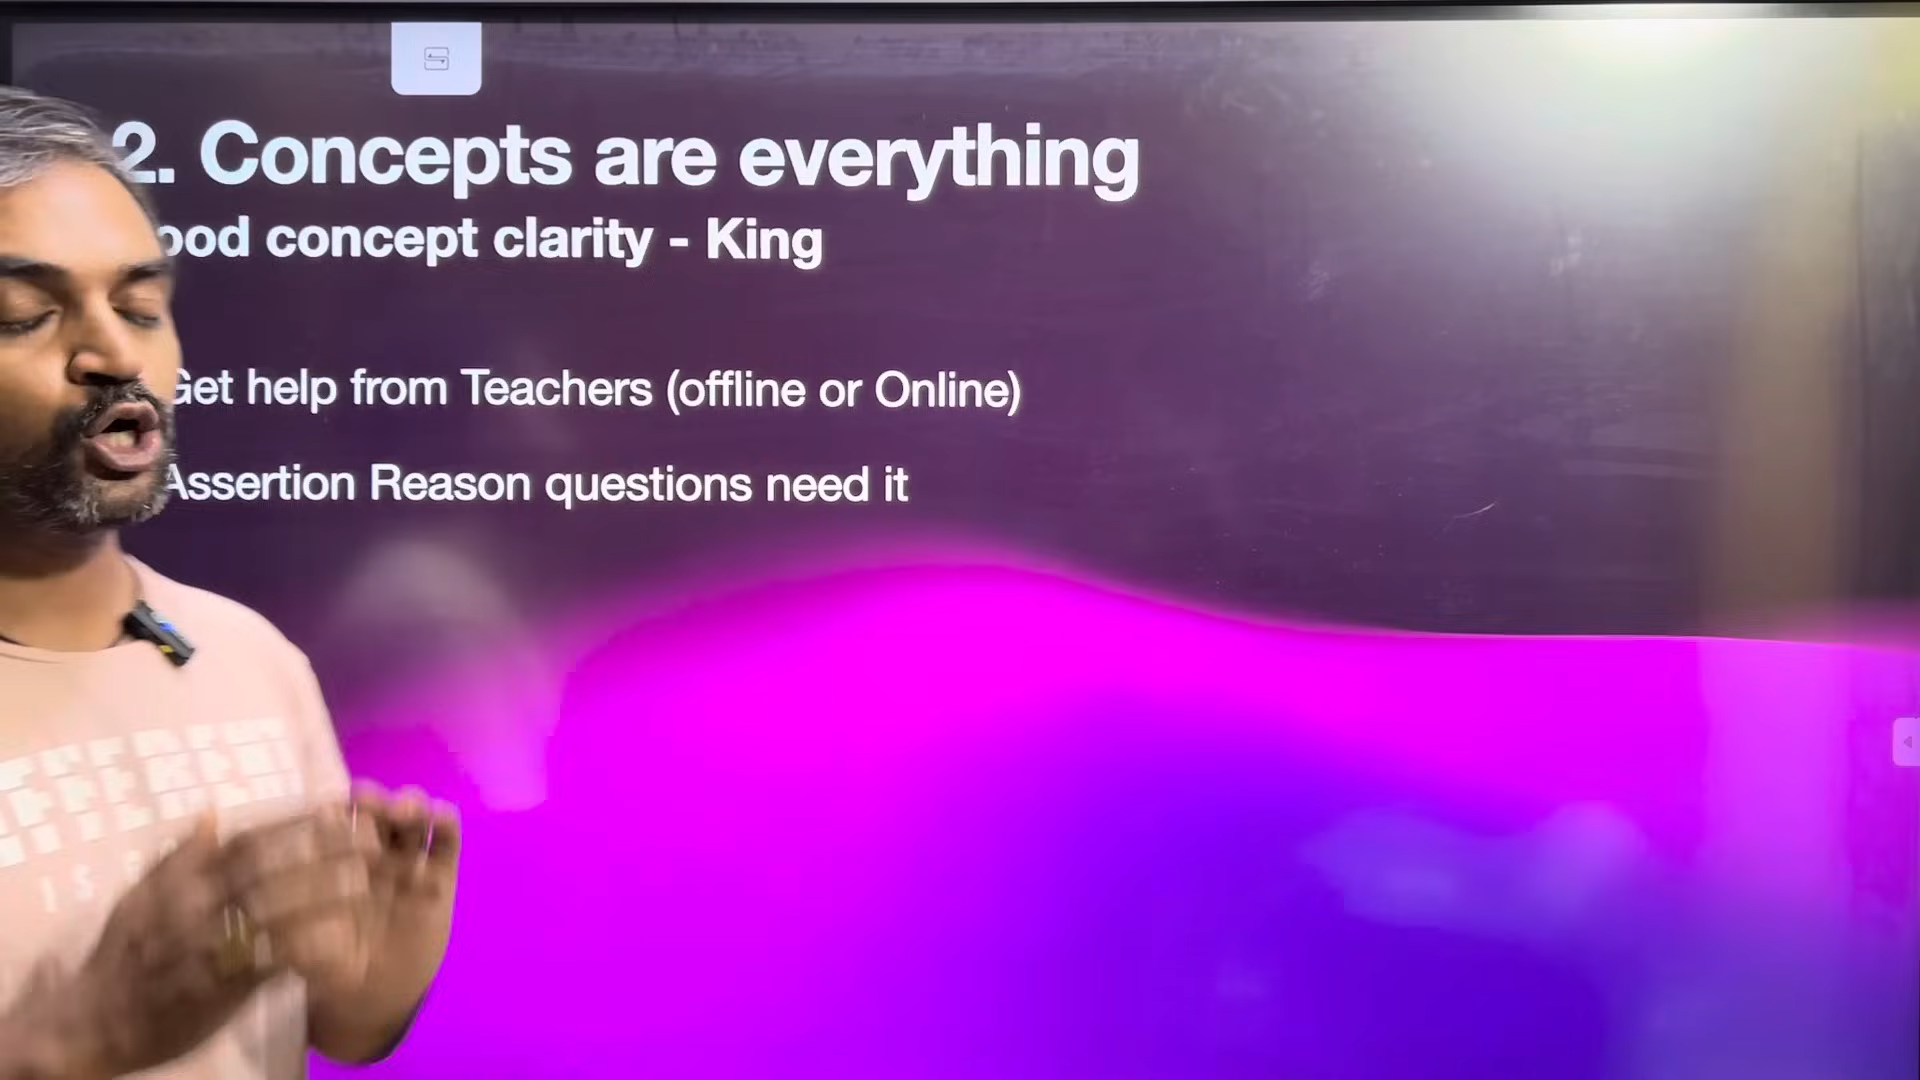 2. Concepts are everything
concept clarity - King
Get help from Teachers (offline or Online)
Assertion Reason questions need it
IS